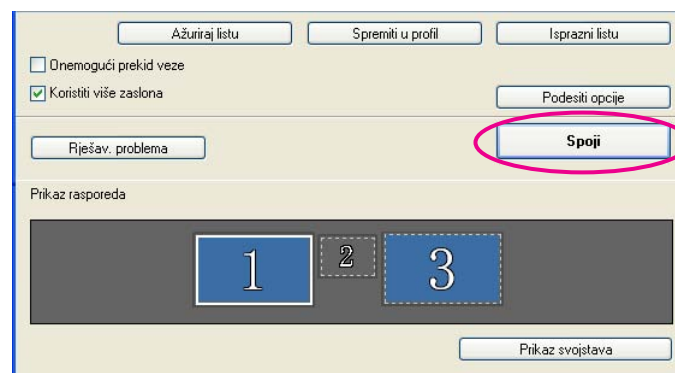 Ažuriraj listu Spremiti u profil Isprazni listu
Onemogući prekid veze
Koristiti više zaslona
Podesiti opcije
Rješav. problema
Spoji
Prikaz rasporeda
1 2 3
Prikaz svojstava